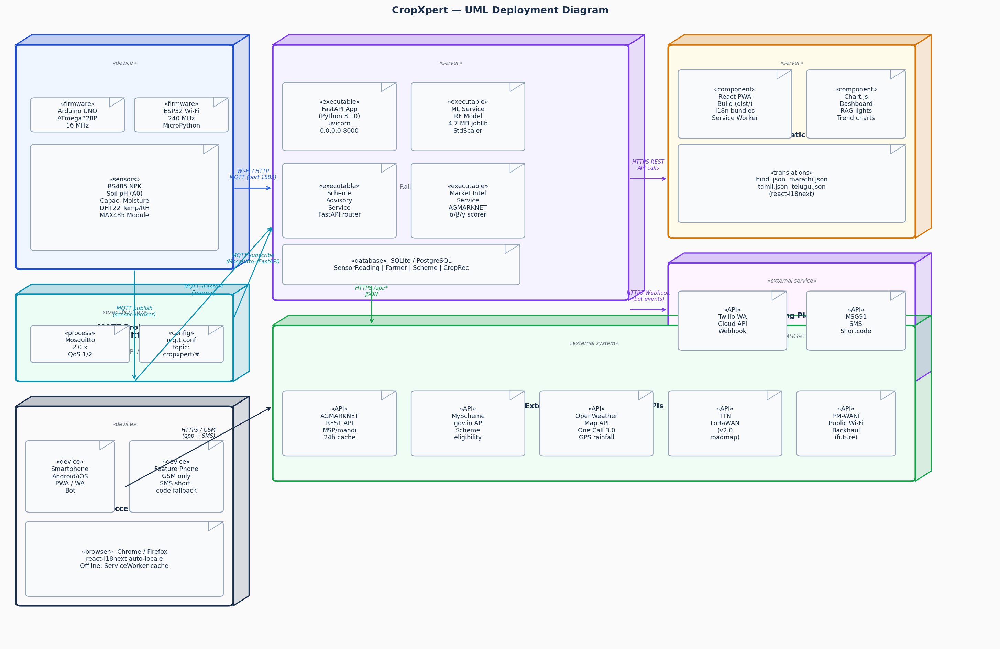 CropXpert — UML Deployment Diagram
«device»
«firmware»
Arduino UNO
ATmega328P
16 MHz
«firmware»
ESP32 Wi-Fi
240 MHz
MicroPython
«sensors»
RS485 NPK
Soil pH (A0)
Capac. Moisture
DHT22 Temp/RH
MAX485 Module
Wi-Fi / HTTP
MQTT (port 1883)
«server»
«executable»
FastAPI App
(Python 3.10)
uvicorn
0.0.0.0:8000
«executable»
ML Service
RF Model
4.7 MB joblib
StdScaler
«executable»
Scheme
Advisory
Service
FastAPI router
Rail
«executable»
Market Intel
Service
AGMARKNET
α/β/γ scorer
«database»  SQLite / PostgreSQL
SensorReading | Farmer | Scheme | CropRec
HTTPS REST
API calls
«server»
«component»
React PWA
Build (dist/)
i18n bundles
Service Worker
«component»
Chart.js
Dashboard
RAG lights
Trend charts
atic
«translations»
hindi.json  marathi.json
tamil.json  telugu.json
(react-i18next)
MQTT subscribe
(Mosquitto→FastAPI)
MQTT→FastAPI
(internal)
MQTT publish
(sensor→broker)
«execution env»
MQTT Brok
itt
«process»
Mosquitto
2.0.x
QoS 1/2
Pi /
«config»
mqtt.conf
topic:
cropxpert/#
HTTPS /api/*
JSON
HTTPS Webhook
(bot events)
«external service»
«API»
Twilio WA
Cloud API
Webhook
ng Pl
MSG91
«API»
MSG91
SMS
Shortcode
«external system»
«API»
AGMARKNET
REST API
MSP/mandi
24h cache
«API»
MyScheme
.gov.in API
Scheme
eligibility
Exte
«API»
OpenWeather
Map API
One Call 3.0
GPS rainfall
PIs
«API»
TTN
LoRaWAN
(v2.0
roadmap)
«API»
PM-WANI
Public Wi-Fi
Backhaul
(future)
«device»
HTTPS / GSM
(app + SMS)
«device»
Smartphone
Android/iOS
PWA / WA
Bot
«device»
Feature Phone
GSM only
SMS short-
code fallback
cces
«browser»  Chrome / Firefox
react-i18next auto-locale
Offline: ServiceWorker cache